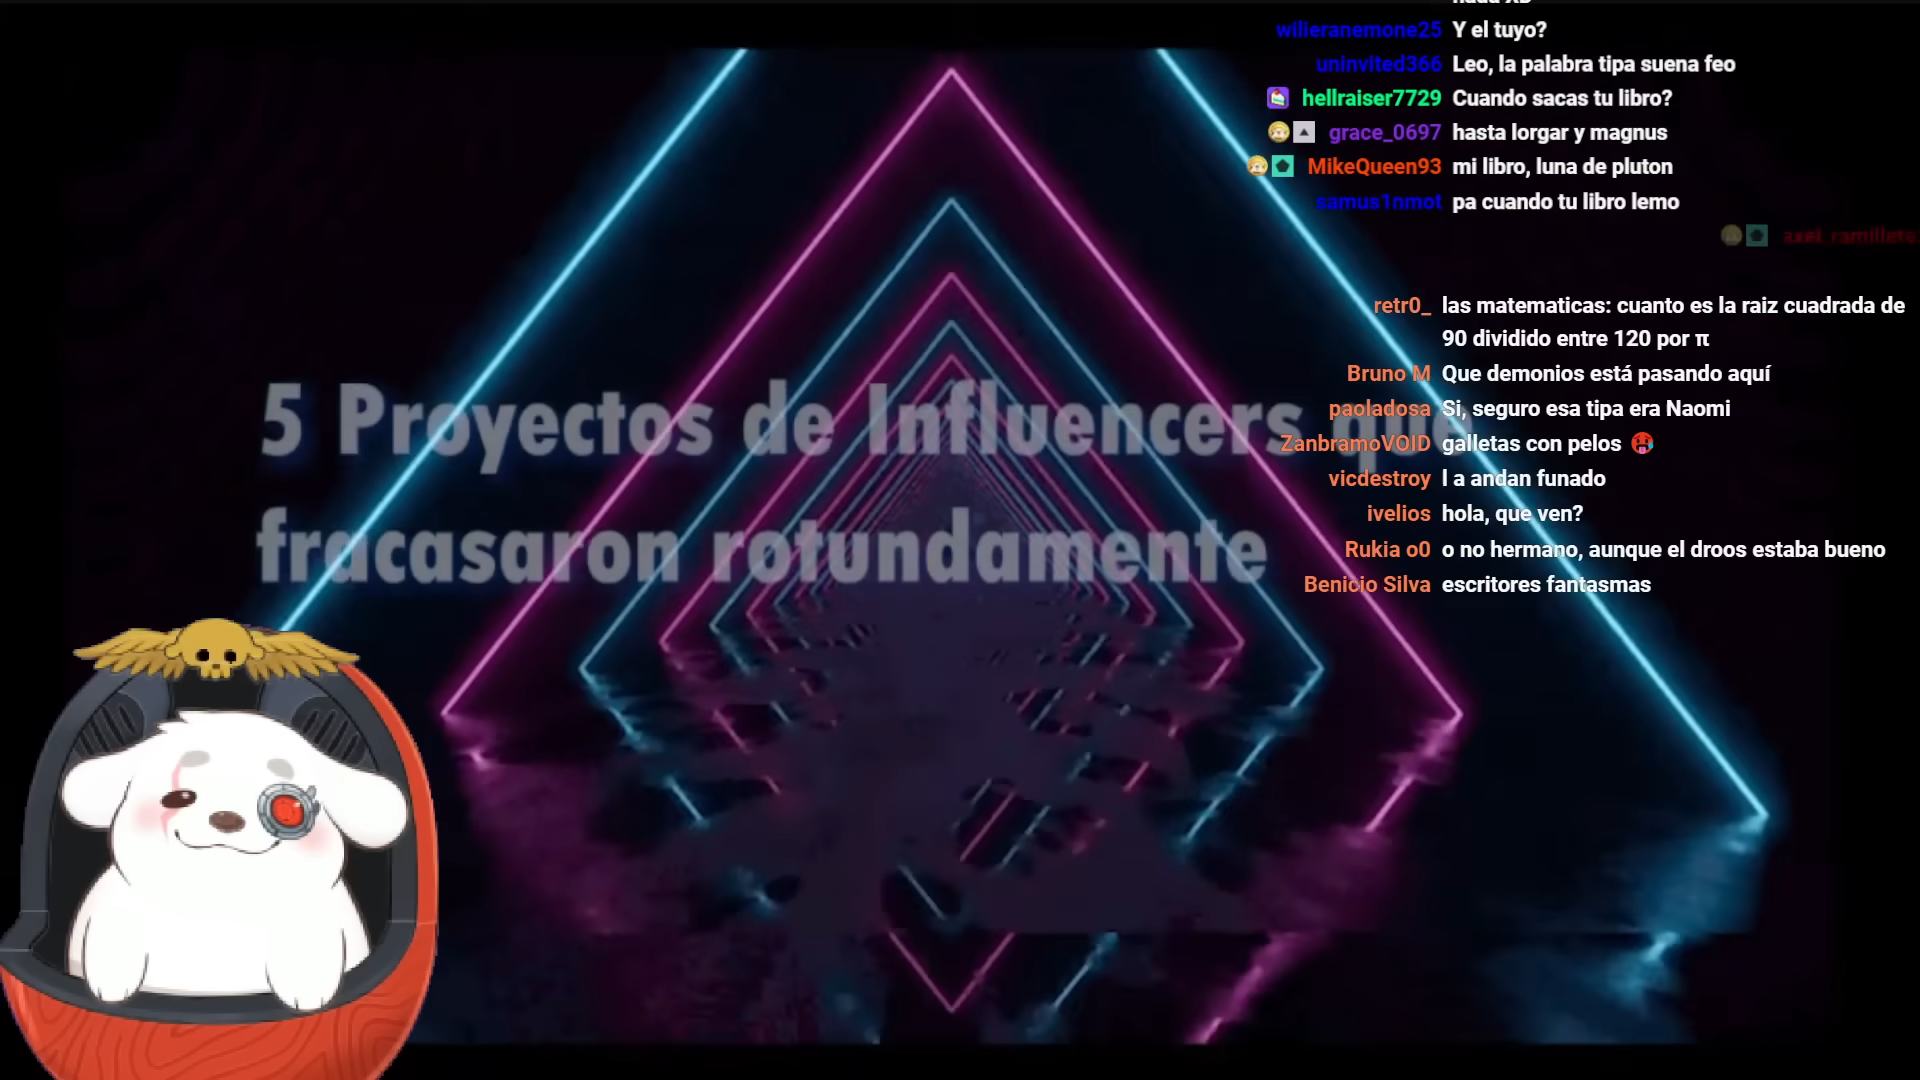 willeranemone25 Y el tuyo?
uninvited366 Leo, la palabra tipa suena feo
hellraiser7729 Cuando sacas tu libro?
grace_0697 hasta lorgar y magnus
MikeQueen93 mi libro, luna de pluton
samus1nmot pa cuando tu libro lemo
axel_ramillete
retr0_ las matematicas: cuanto es la raiz cuadrada de
90 dividido entre 120 por π
Bruno M Que demonios está pasando aquí
paoladosa Si, seguro esa tipa era Naomi
ZanbramoVOID galletas con pelos 🥵
vicdestroy l a andan funado
ivelios hola, que ven?
Rukia o0 o no hermano, aunque el droos estaba bueno
Benicio Silva escritores fantasmas
5 Proyectos de Influencers que
fracasaron rotundamente